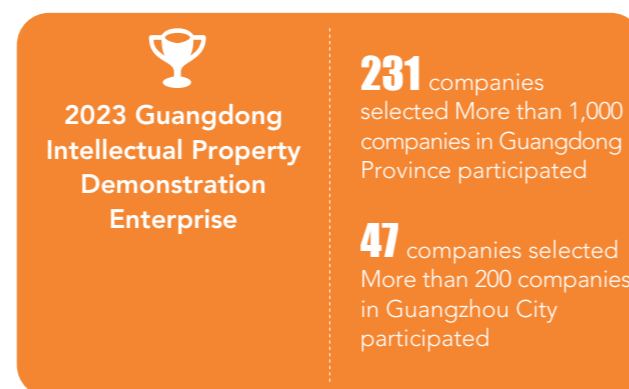 2023 Guangdong
Intellectual Property
Demonstration
Enterprise
231 companies
selected More than 1,000
companies in Guangdong
Province participated
47 companies selected
More than 200 companies
in Guangzhou City
participated